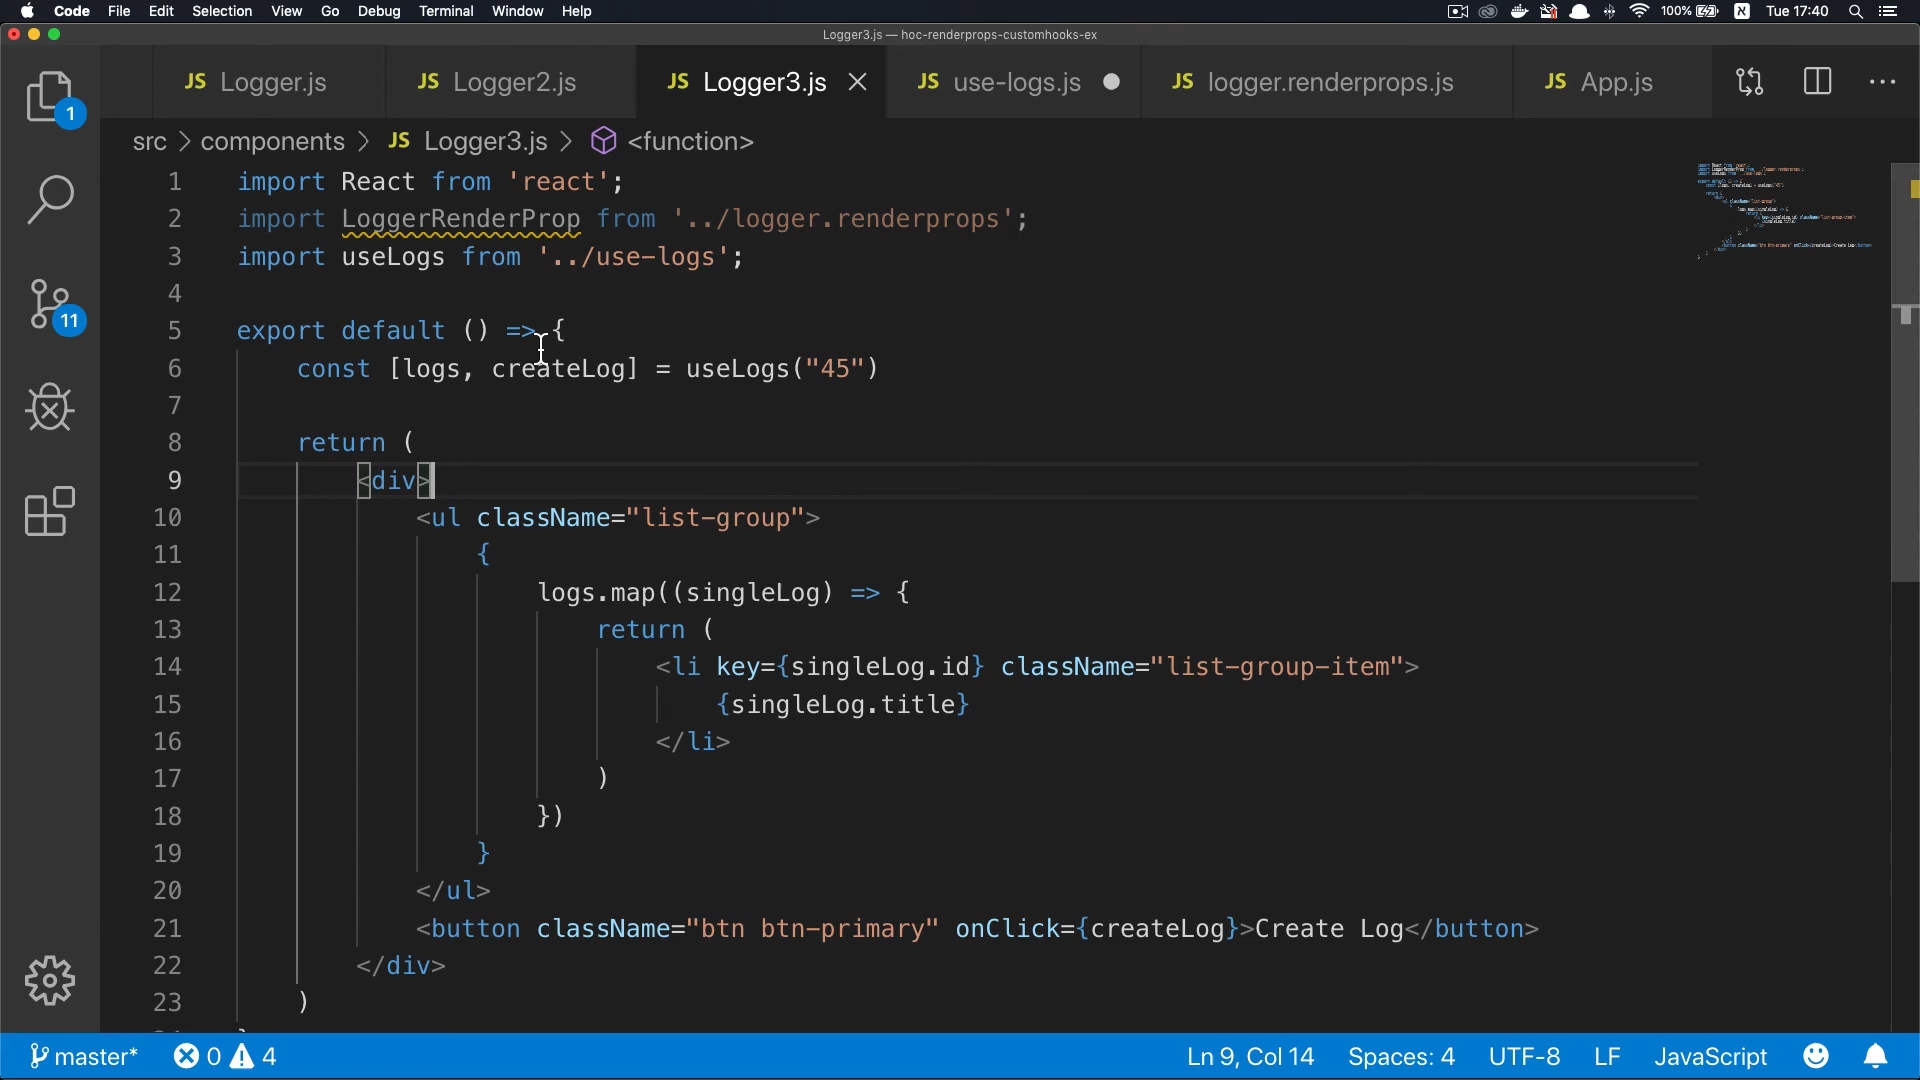 Code File Edit Selection View Go Debug Terminal Window Help 100% Tue 17:40
Logger3.js — hoc-renderprops-customhooks-ex
JS Logger.js JS Logger2.js JS Logger3.js JS use-logs.js JS logger.renderprops.js JS App.js
1
11
src > components > JS Logger3.js > <function>
1 import React from 'react';
2 import LoggerRenderProp from '../logger.renderprops';
3 import useLogs from '../use-logs';
4
5 export default () => {
6 const [logs, createLog] = useLogs("45")
7
8 return (
9 <div>
10 <ul className="list-group">
11 {
12 logs.map((singleLog) => {
13 return (
14 <li key={singleLog.id} className="list-group-item">
15 {singleLog.title}
16 </li>
17 )
18 })
19 }
20 </ul>
21 <button className="btn btn-primary" onClick={createLog}>Create Log</button>
22 </div>
23 )
master* 0 4 Ln 9, Col 14 Spaces: 4 UTF-8 LF JavaScript